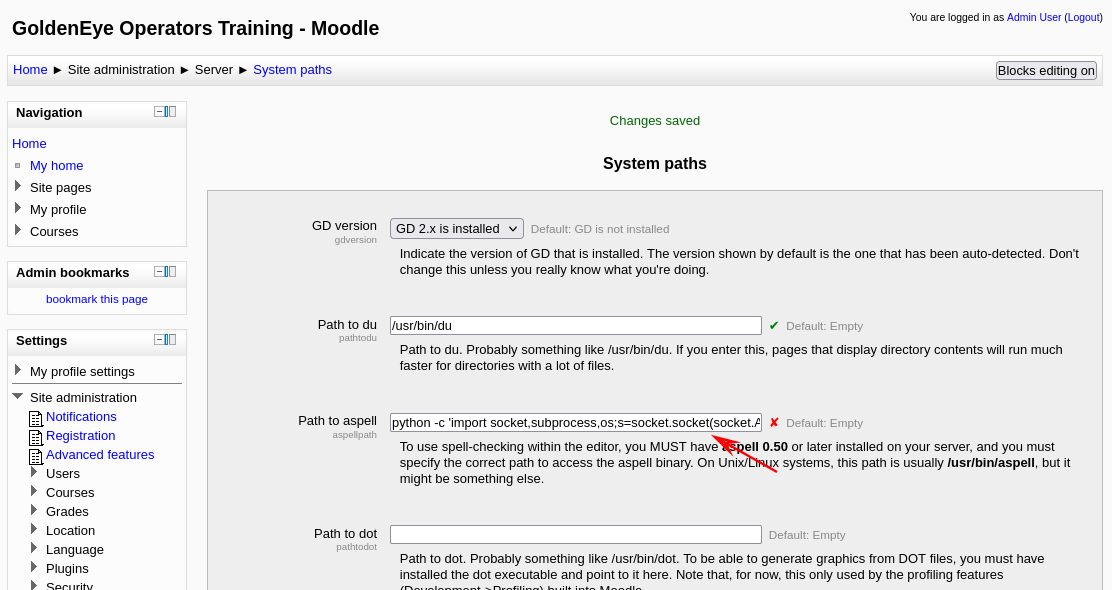 GoldenEye Operators Training - Moodle
You are logged in as Admin User (Logout)
Home ► Site administration ► Server ► System paths
Blocks editing on
Navigation
Home
My home
Site pages
My profile
Courses
Admin bookmarks
bookmark this page
Settings
My profile settings
Site administration
Notifications
Registration
Advanced features
Users
Courses
Grades
Location
Language
Plugins
Security
Changes saved
System paths
GD version
gdversion
GD 2.x is installed
Default: GD is not installed
Indicate the version of GD that is installed. The version shown by default is the one that has been auto-detected. Don't
change this unless you really know what you're doing.
Path to du
pathtodu
/usr/bin/du
✔ Default: Empty
Path to du. Probably something like /usr/bin/du. If you enter this, pages that display directory contents will run much
faster for directories with a lot of files.
Path to aspell
aspellpath
python -c 'import socket,subprocess,os;s=socket.socket(socket.A
✘ Default: Empty
To use spell-checking within the editor, you MUST have aspell 0.50 or later installed on your server, and you must
specify the correct path to access the aspell binary. On Unix/Linux systems, this path is usually /usr/bin/aspell, but it
might be something else.
Path to dot
pathtodot
Default: Empty
Path to dot. Probably something like /usr/bin/dot. To be able to generate graphics from DOT files, you must have
installed the dot executable and point to it here. Note that, for now, this only used by the profiling features
(Development->Profiling) built into Moodle.